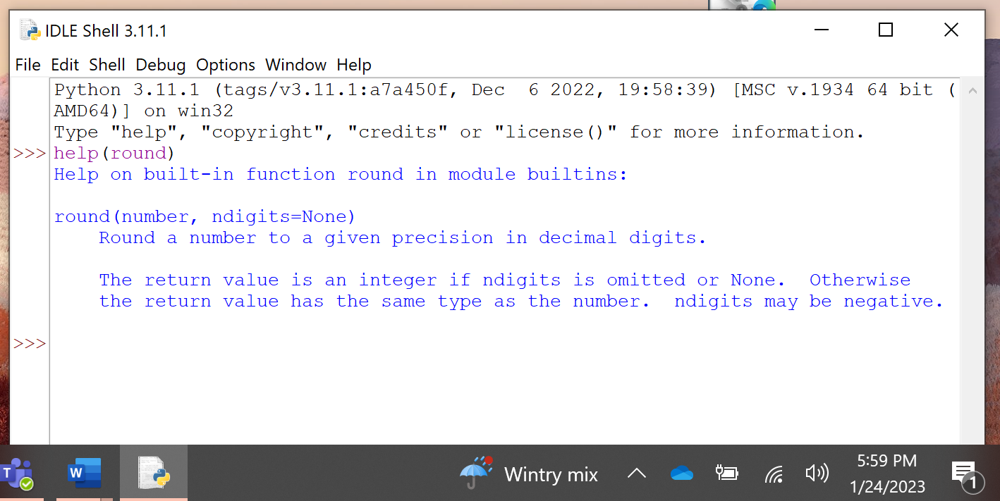 IDLE Shell 3.11.1
File Edit Shell Debug Options Window Help
Python 3.11.1 (tags/v3.11.1:a7a450f, Dec  6 2022, 19:58:39) [MSC v.1934 64 bit (
AMD64)] on win32
Type "help", "copyright", "credits" or "license()" for more information.
>>> help(round)
Help on built-in function round in module builtins:

round(number, ndigits=None)
    Round a number to a given precision in decimal digits.

    The return value is an integer if ndigits is omitted or None.  Otherwise
    the return value has the same type as the number.  ndigits may be negative.

>>>
T
W
Wintry mix
5:59 PM
1/24/2023
1